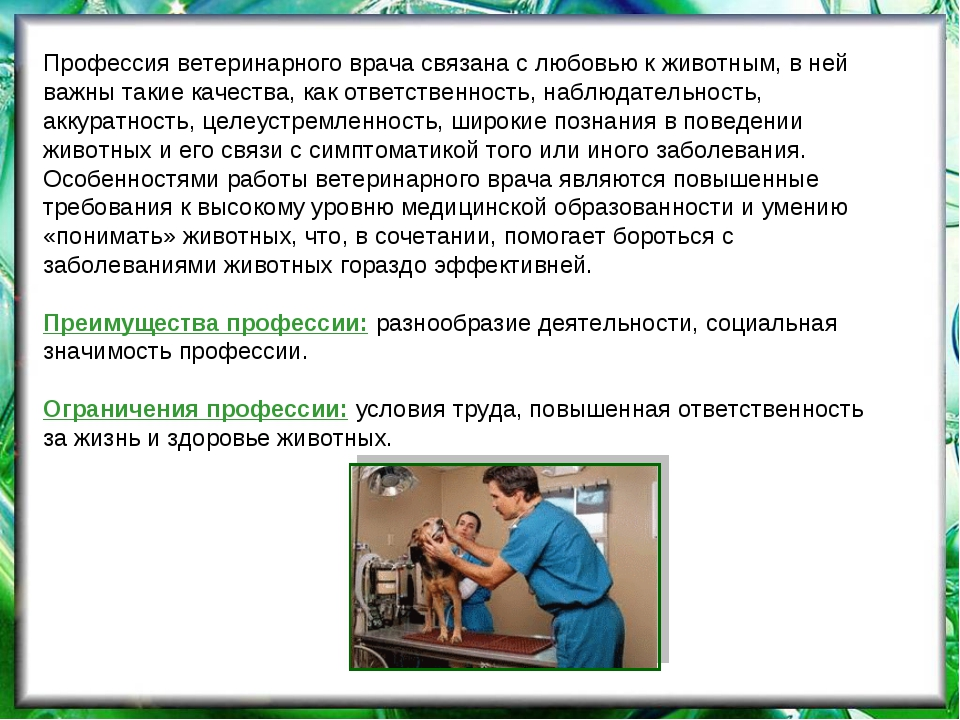 Профессия ветеринарного врача связана с любовью к животным, в ней
важны такие качества, как ответственность, наблюдательность,
аккуратность, целеустремленность, широкие познания в поведении
животных и его связи с симптоматикой того или иного заболевания.
Особенностями работы ветеринарного врача являются повышенные
требования к высокому уровню медицинской образованности и умению
«понимать» животных, что, в сочетании, помогает бороться с
заболеваниями животных гораздо эффективней.
Преимущества профессии: разнообразие деятельности, социальная
значимость профессии.
Ограничения профессии: условия труда, повышенная ответственность
за жизнь и здоровье животных.